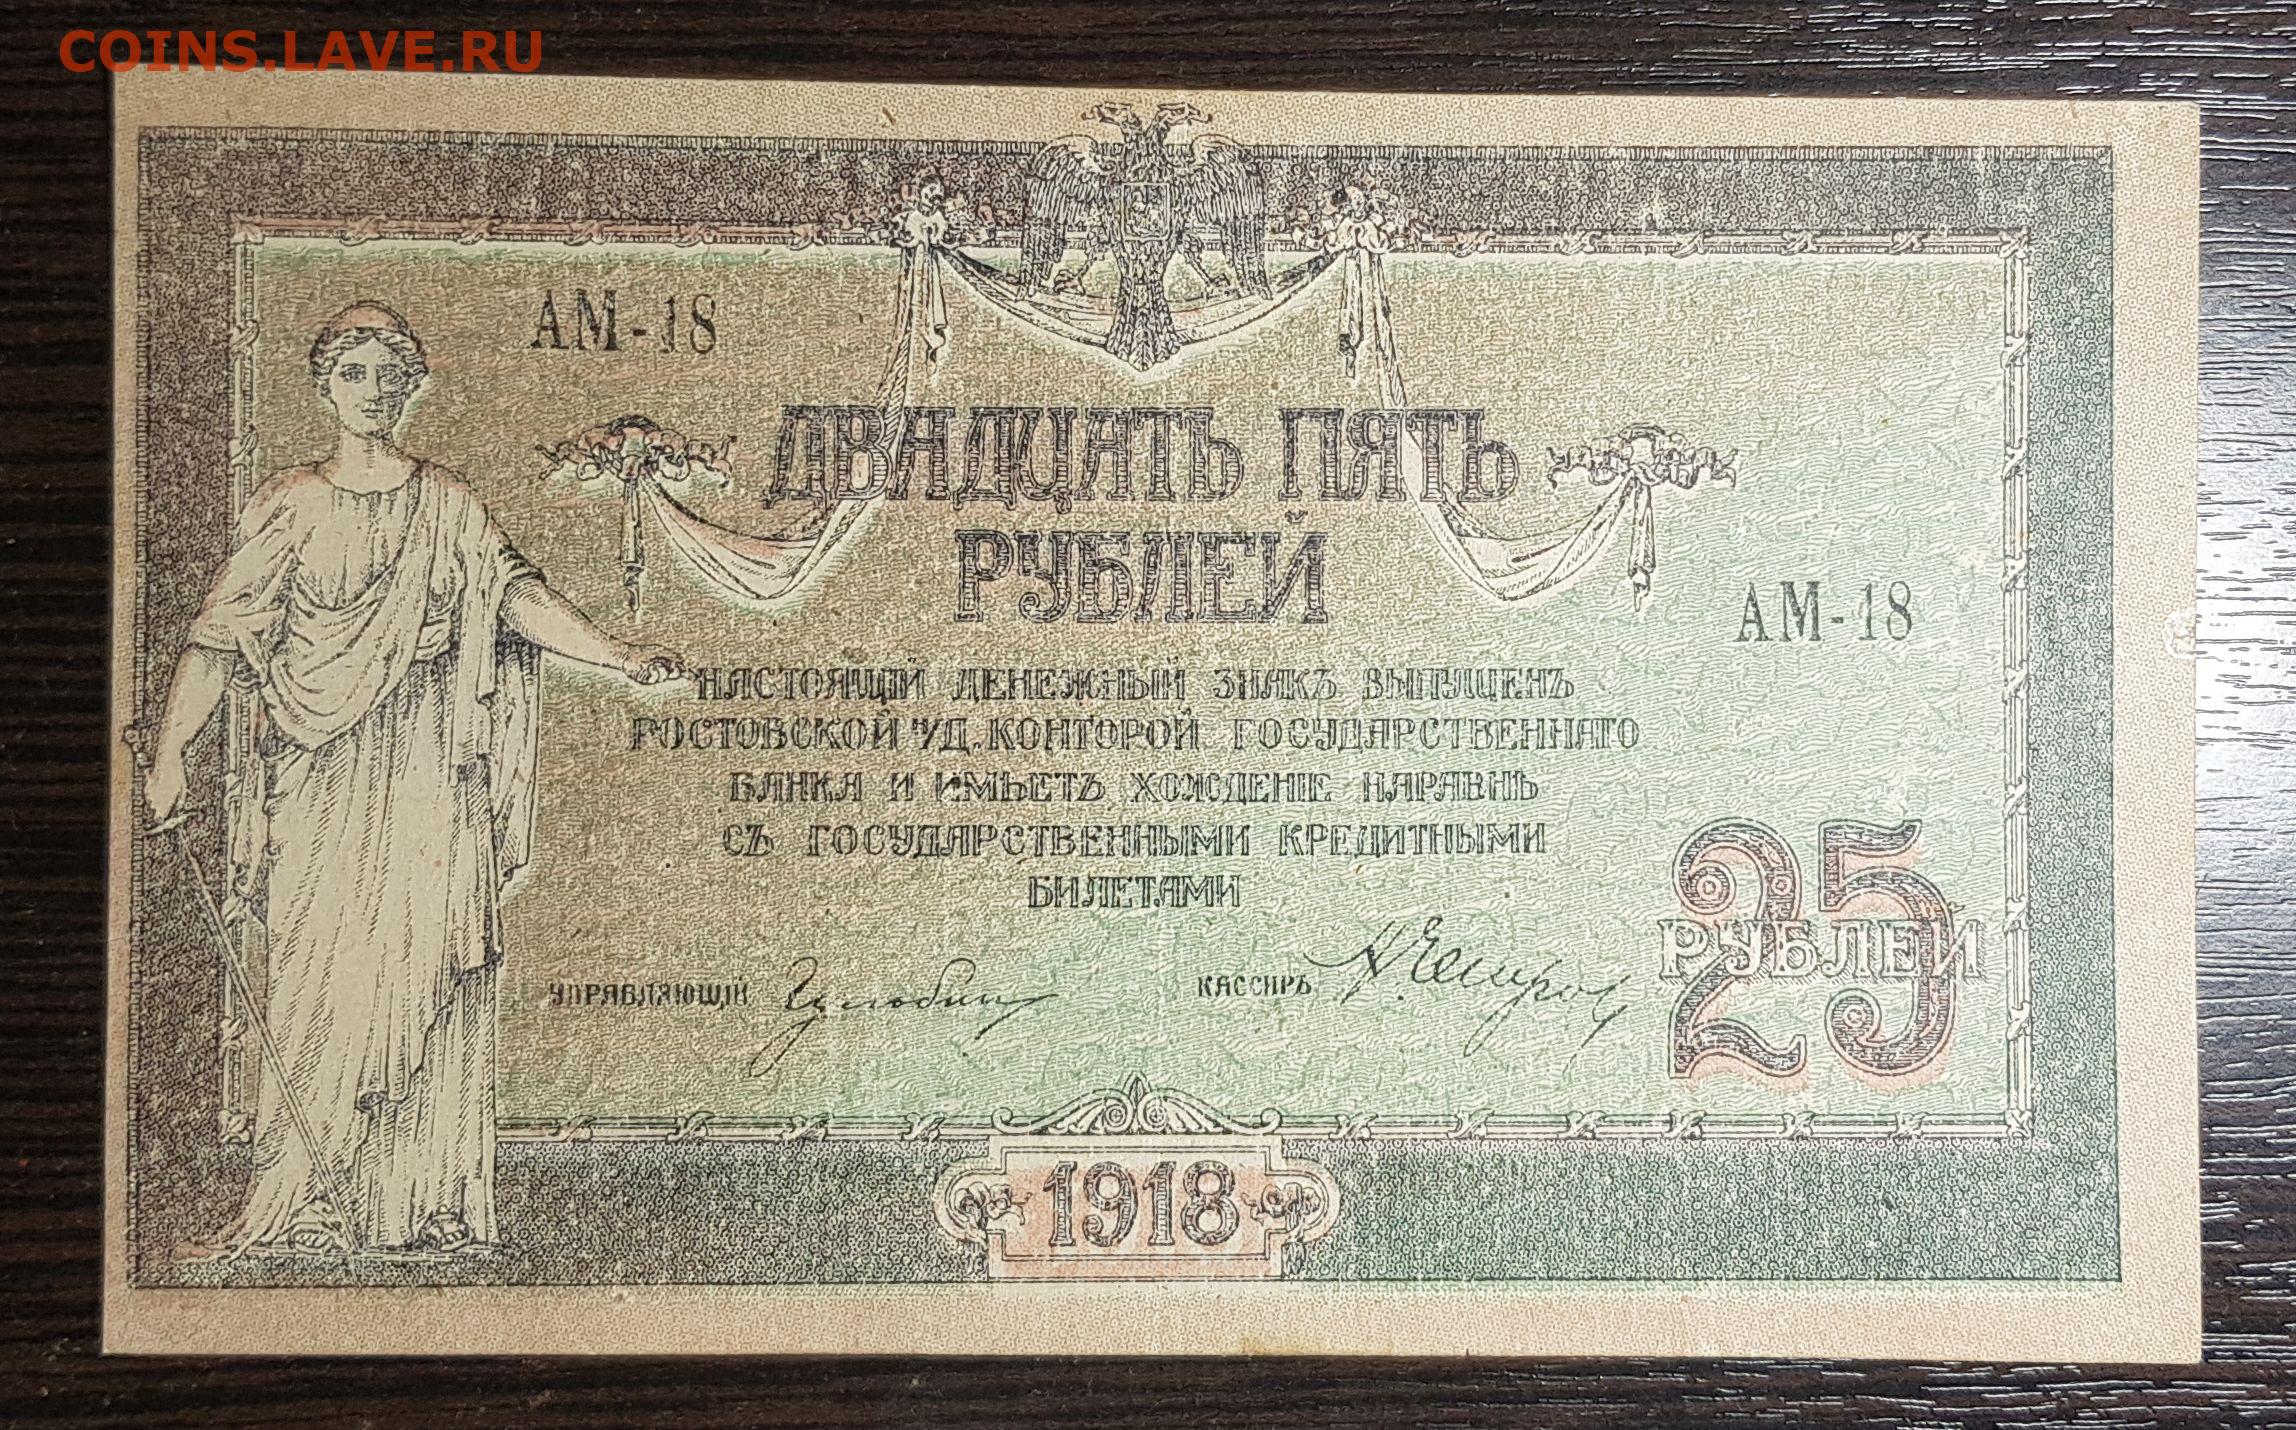 COINS.LAVE.RU
АМ-18
ДВАДЦАТЬ ПЯТЬ
РУБЛЕЙ
АМ-18
НАСТОЯЩІЙ ДЕНЕЖНЫЙ ЗНАКЪ ВЫПУЩЕНЪ
РОСТОВСКОЙ н/Д. КОНТОРОЙ ГОСУДАРСТВЕННАГО
БАНКА И ИМѢЕТЪ ХОЖДЕНІЕ НАРАВНѢ
СЪ ГОСУДАРСТВЕННЫМИ КРЕДИТНЫМИ
БИЛЕТАМИ
25
РУБЛЕЙ
УПРАВЛЯЮЩІЙ
КАССИРЪ
1918